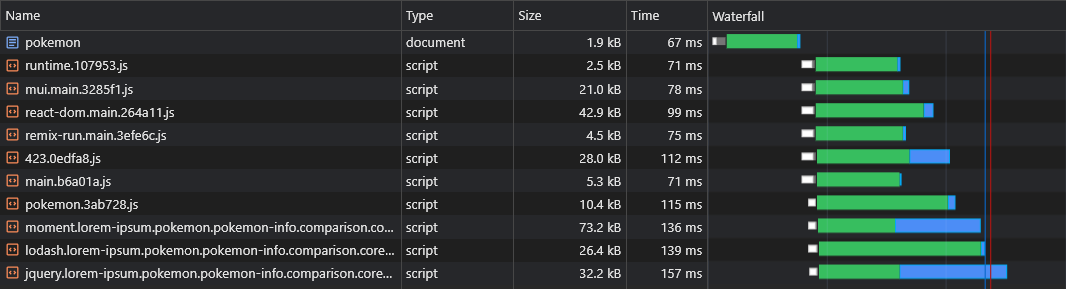 Name Type Size Time Waterfall
pokemon document 1.9 kB 67 ms
runtime.107953.js script 2.5 kB 71 ms
mui.main.3285f1.js script 21.0 kB 78 ms
react-dom.main.264a11.js script 42.9 kB 99 ms
remix-run.main.3efe6c.js script 4.5 kB 75 ms
423.0edfa8.js script 28.0 kB 112 ms
main.b6a01a.js script 5.3 kB 71 ms
pokemon.3ab728.js script 10.4 kB 115 ms
moment.lorem-ipsum.pokemon.pokemon-info.comparison.co... script 73.2 kB 136 ms
lodash.lorem-ipsum.pokemon.pokemon-info.comparison.core... script 26.4 kB 139 ms
jquery.lorem-ipsum.pokemon.pokemon-info.comparison.core... script 32.2 kB 157 ms